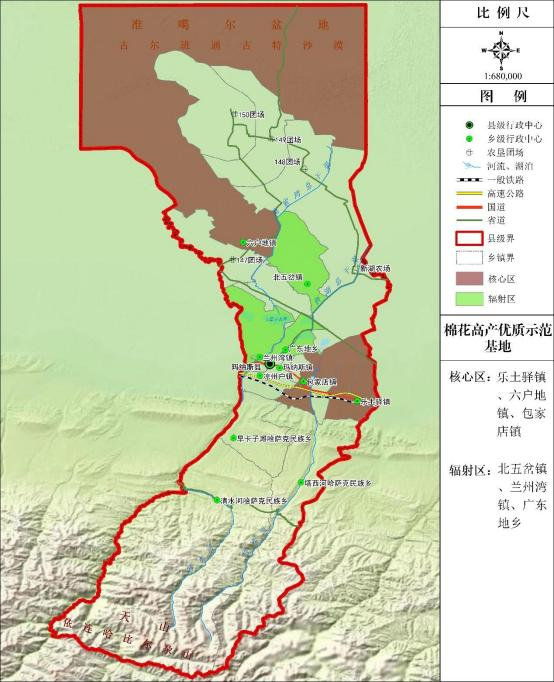 准噶尔盆地
古尔班通古特沙漠
150团场
149团场
148团场
六户地镇
147团场
新湖农场
北五岔镇
广东地乡
兰州湾镇
玛纳斯县
玛纳斯镇
凉州户镇
包家店镇
乐土驿镇
旱卡子滩哈萨克民族乡
塔西河哈萨克民族乡
清水河哈萨克民族乡
天山
依连哈比尔尕山
比例尺
N
W
E
S
1:680,000
图例
县级行政中心
乡级行政中心
农垦团场
河流、湖泊
一般铁路
高速公路
国道
省道
县级界
乡镇界
核心区
辐射区
棉花高产优质示范
基地
核心区：乐土驿镇
、六户地
镇、包家
店镇
辐射区：北五岔镇
、兰州湾
镇、广东
地乡